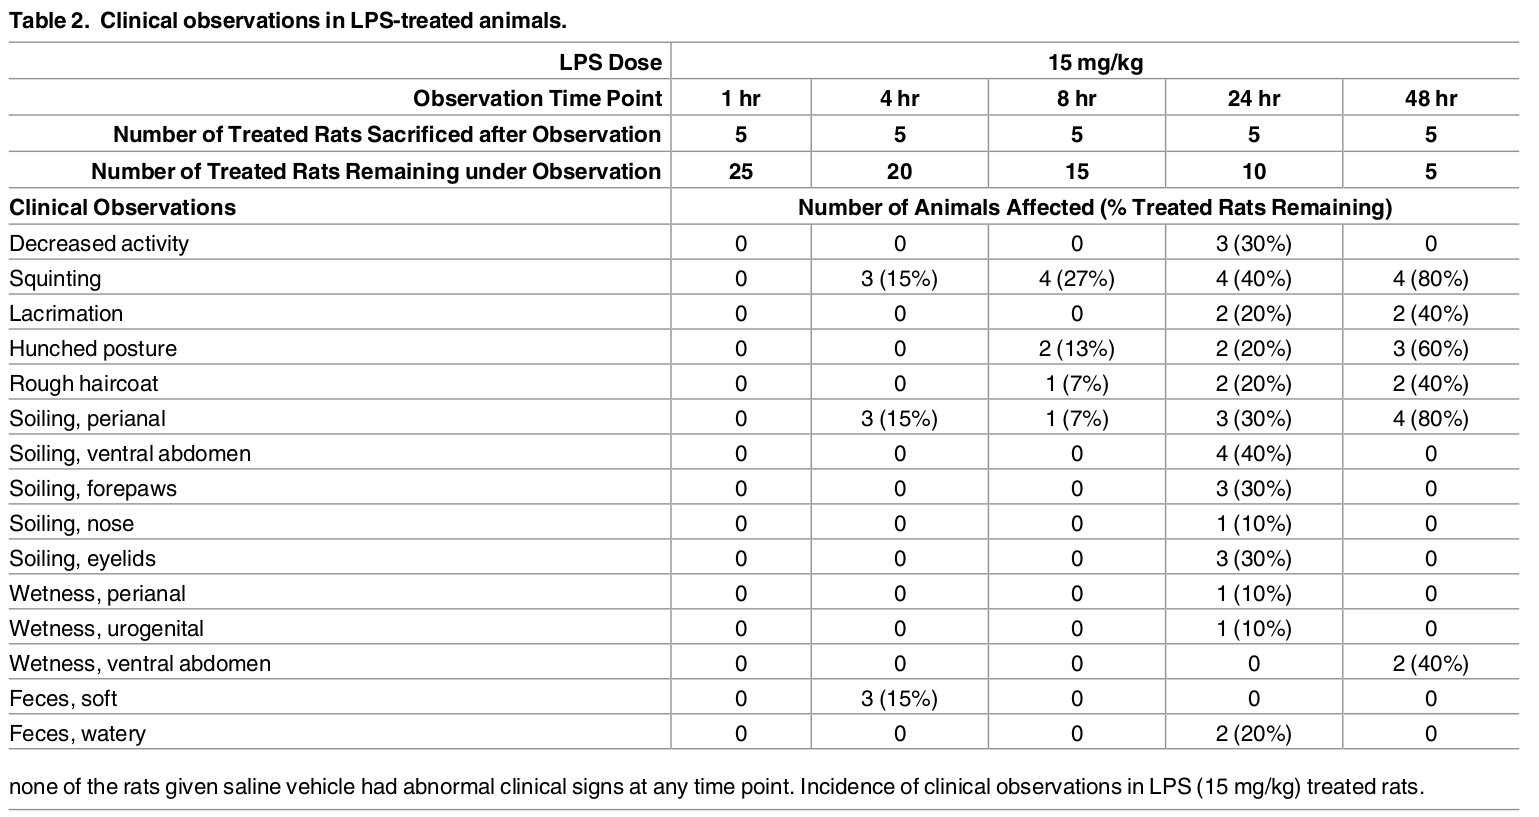 Table 2. Clinical observations in LPS-treated animals.
LPS Dose 15 mg/kg
Observation Time Point 1 hr 4 hr 8 hr 24 hr 48 hr
Number of Treated Rats Sacrificed after Observation 5 5 5 5 5
Number of Treated Rats Remaining under Observation 25 20 15 10 5
Clinical Observations Number of Animals Affected (% Treated Rats Remaining)
Decreased activity 0 0 0 3 (30%) 0
Squinting 0 3 (15%) 4 (27%) 4 (40%) 4 (80%)
Lacrimation 0 0 0 2 (20%) 2 (40%)
Hunched posture 0 0 2 (13%) 2 (20%) 3 (60%)
Rough haircoat 0 0 1 (7%) 2 (20%) 2 (40%)
Soiling, perianal 0 3 (15%) 1 (7%) 3 (30%) 4 (80%)
Soiling, ventral abdomen 0 0 0 4 (40%) 0
Soiling, forepaws 0 0 0 3 (30%) 0
Soiling, nose 0 0 0 1 (10%) 0
Soiling, eyelids 0 0 0 3 (30%) 0
Wetness, perianal 0 0 0 1 (10%) 0
Wetness, urogenital 0 0 0 1 (10%) 0
Wetness, ventral abdomen 0 0 0 0 2 (40%)
Feces, soft 0 3 (15%) 0 0 0
Feces, watery 0 0 0 2 (20%) 0
none of the rats given saline vehicle had abnormal clinical signs at any time point. Incidence of clinical observations in LPS (15 mg/kg) treated rats.